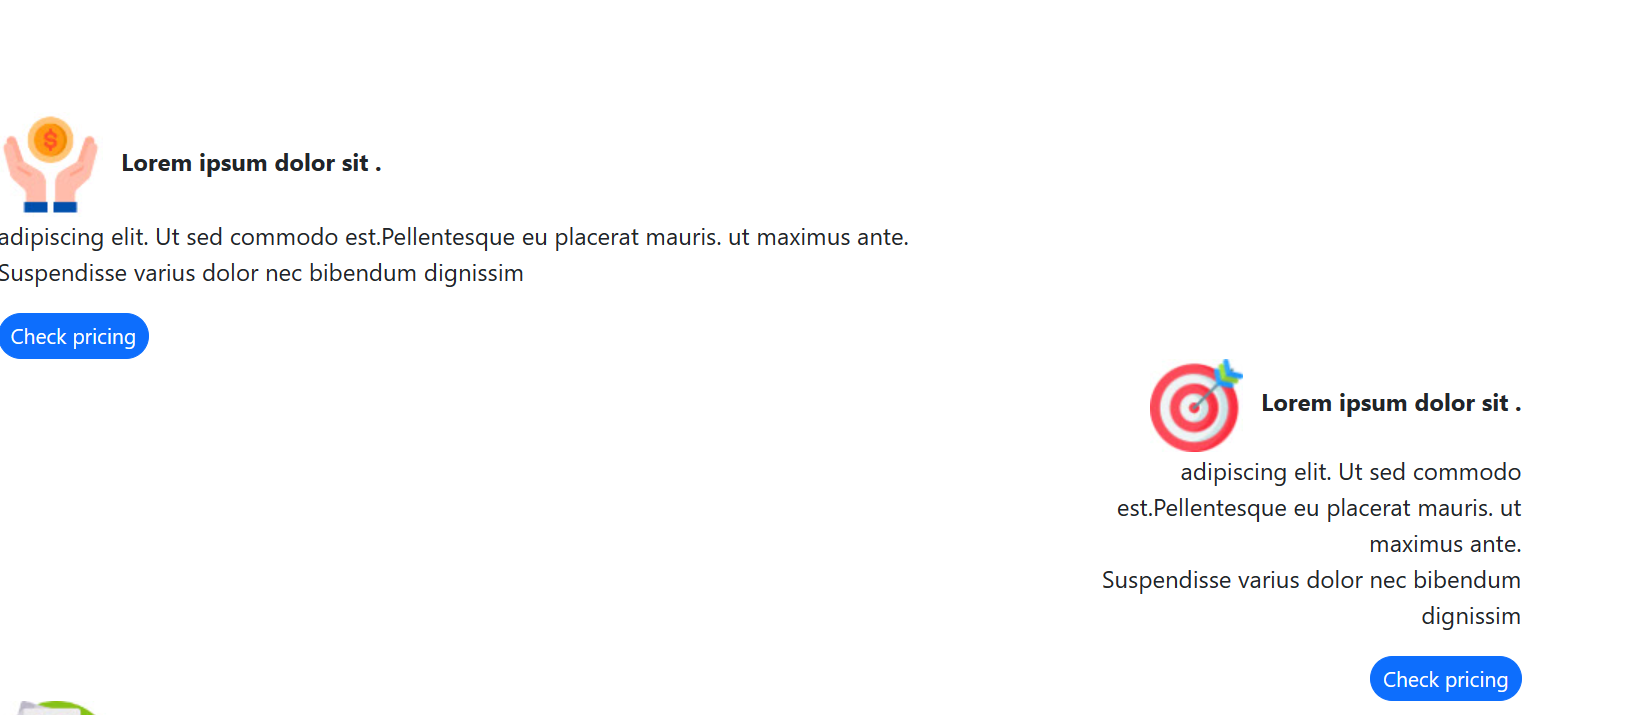 $
Lorem ipsum dolor sit .
adipiscing elit. Ut sed commodo est.Pellentesque eu placerat mauris. ut maximus ante.
Suspendisse varius dolor nec bibendum dignissim
Check pricing
Lorem ipsum dolor sit .
adipiscing elit. Ut sed commodo
est.Pellentesque eu placerat mauris. ut
maximus ante.
Suspendisse varius dolor nec bibendum
dignissim
Check pricing